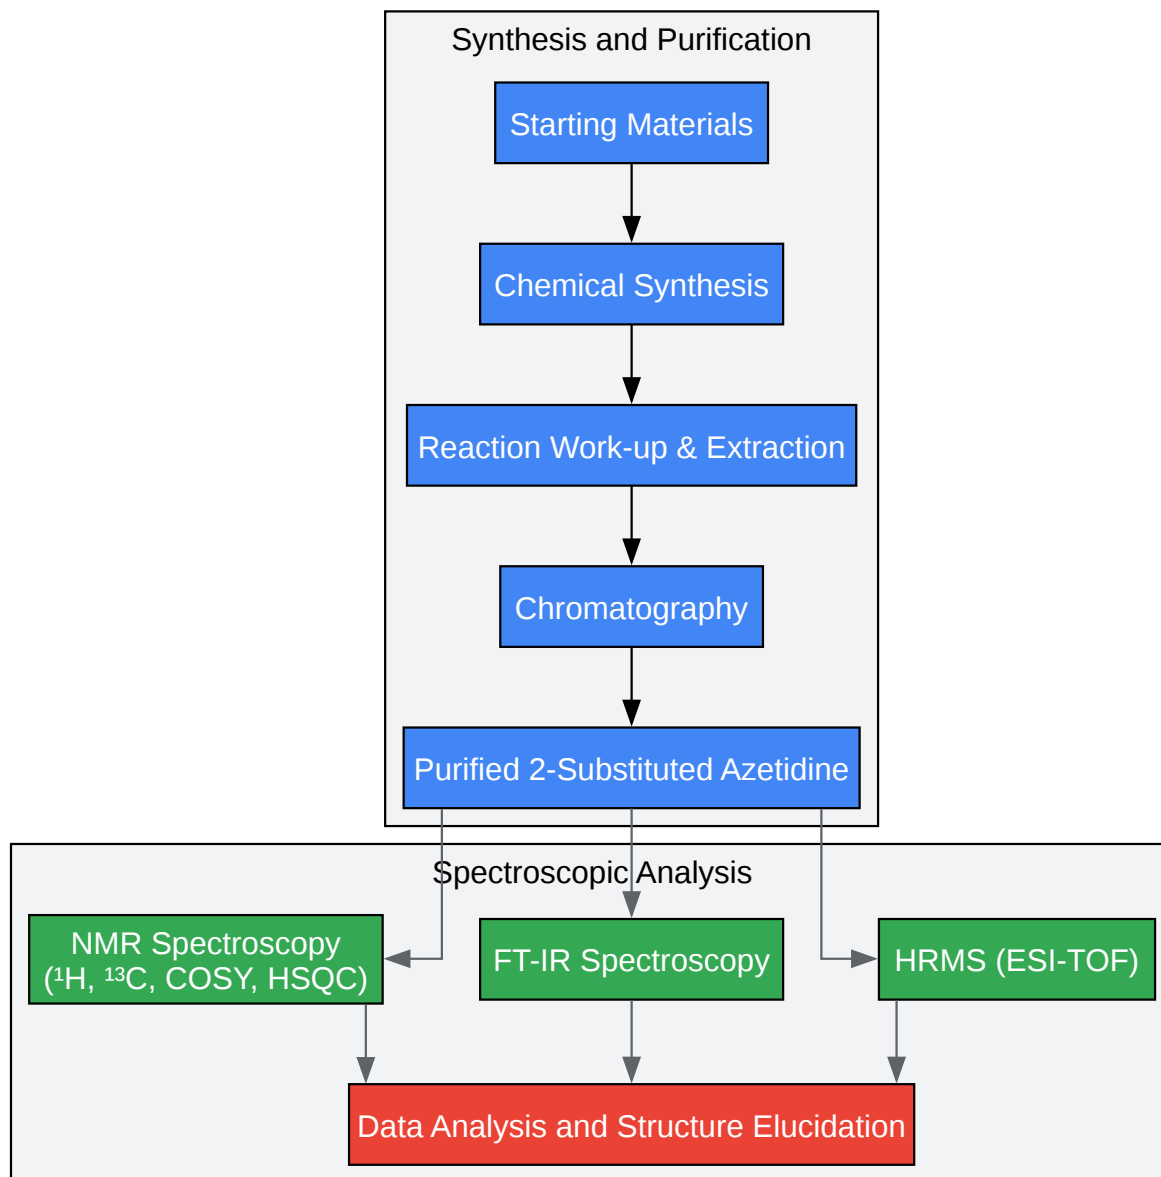 Synthesis and Purification
Starting Materials
Chemical Synthesis
Reaction Work-up & Extraction
Chromatography
Purified 2-Substituted Azetidine
Spectroscopic Analysis
NMR Spectroscopy
(¹H, ¹³C, COSY, HSQC)
FT-IR Spectroscopy
HRMS (ESI-TOF)
Data Analysis and Structure Elucidation